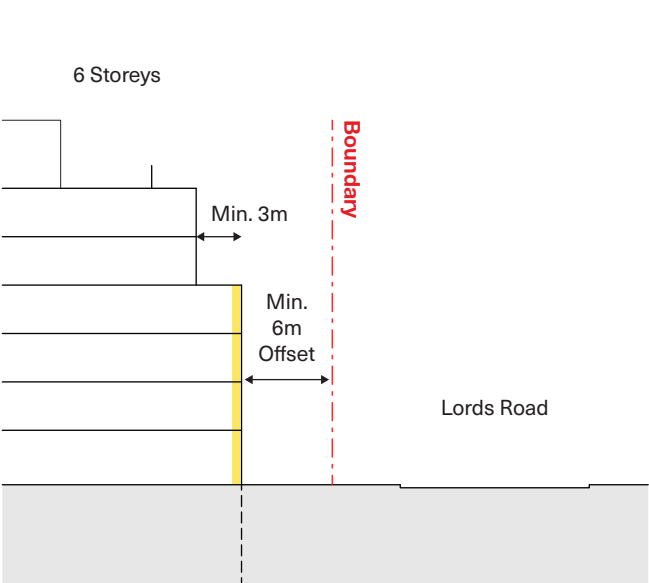 6 Storeys
Boundary
Min. 3m
Min.
6m
Offset
Lords Road